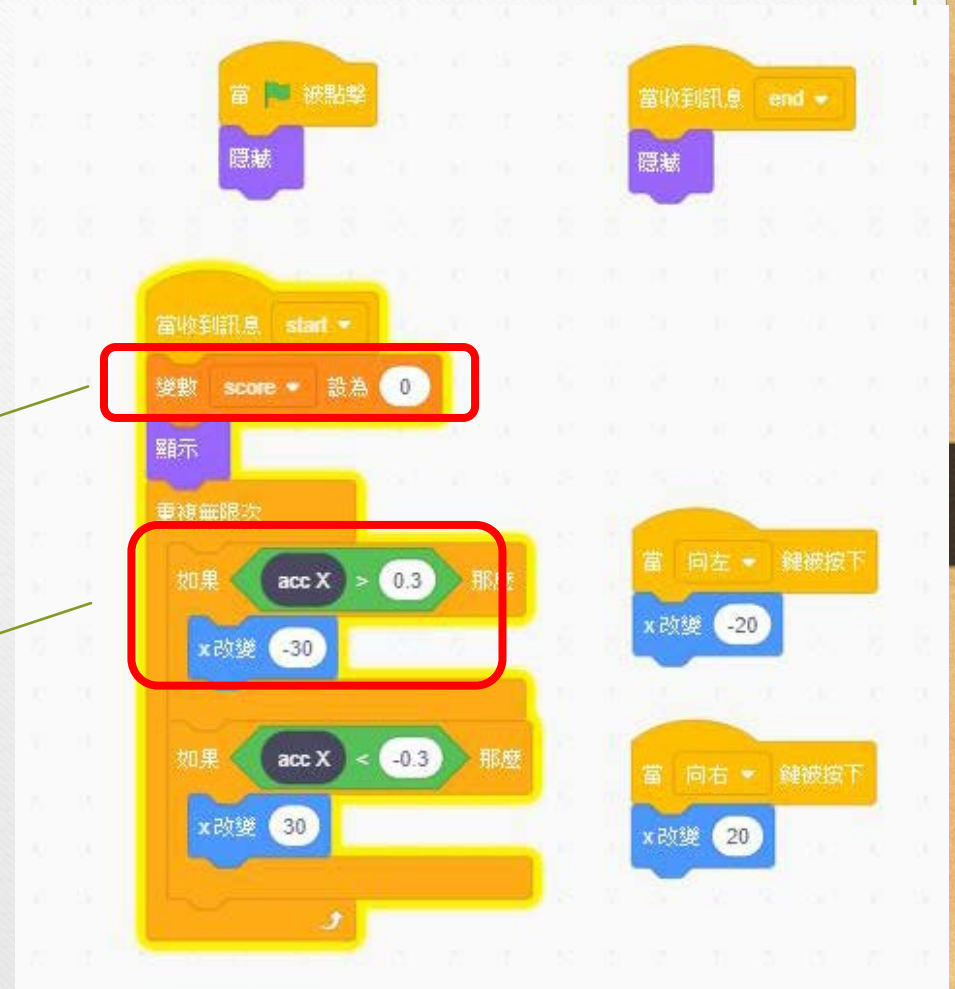 當 被點擊
隱藏
當收到訊息 end
隱藏
當收到訊息 start
變數 score 設為 0
顯示
重複無限次
如果 acc X > 0.3 那麼
x改變 -30
如果 acc X < -0.3 那麼
x改變 30
當 向左 鍵被按下
x改變 -20
當 向右 鍵被按下
x改變 20